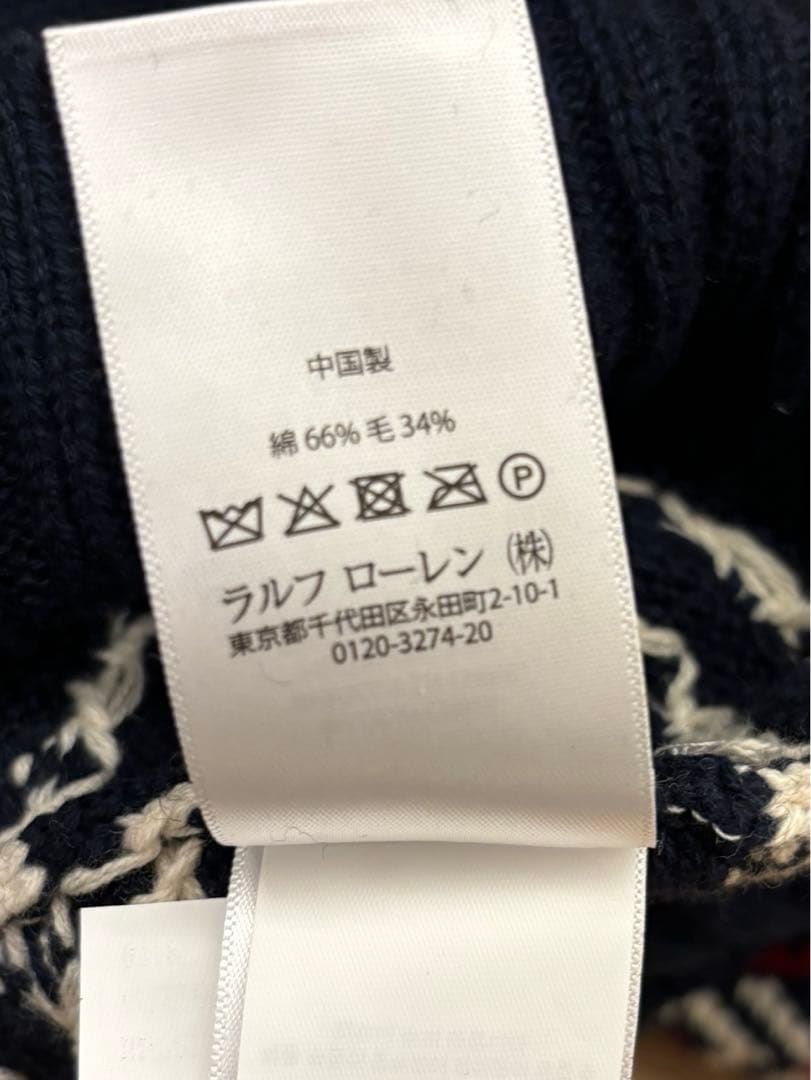 中国製
綿 66% 毛 34%
P
ラルフ ローレン (株)
東京都千代田区永田町2-10-1
0120-3274-20